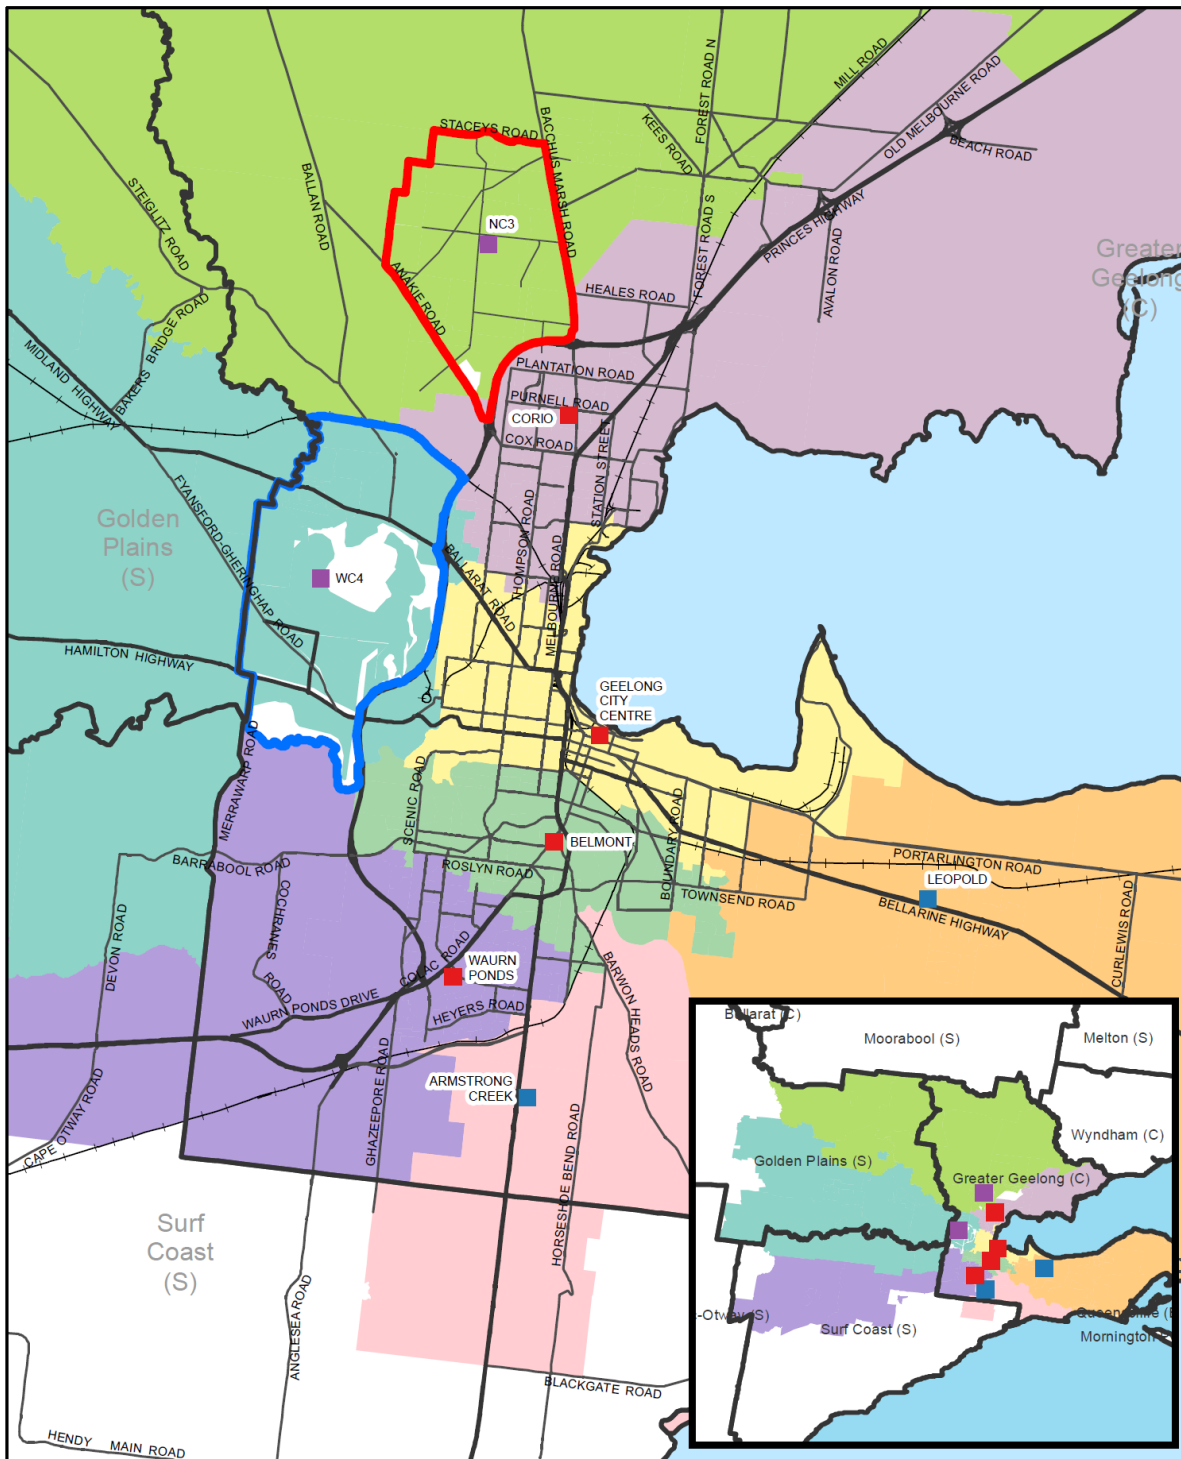 STACEYS ROAD
BACCHUS MARSH ROAD
FOREST ROAD N
MILL ROAD
KEES ROAD
OLD MELBOURNE ROAD
BEACH ROAD
STEIGLITZ ROAD
BALLAN ROAD
NC3
ANAKIE ROAD
FOREST ROAD S
PRINCES HIGHWAY
AVALON ROAD
Greater
Geelong
(C)
HEALES ROAD
MIDLAND HIGHWAY
BAKERS BRIDGE ROAD
PLANTATION ROAD
PURNELL ROAD
CORIO
COX ROAD
STATION STREET
FYANSFORD-GHERINGHAP ROAD
Golden
Plains
(S)
THOMPSON ROAD
BALLARAT ROAD
MELBOURNE ROAD
WC4
HAMILTON HIGHWAY
GEELONG
CITY
CENTRE
MERRAWARP ROAD
SCENIC ROAD
BOUNDARY ROAD
BELMONT
BARRABOOL ROAD
ROSLYN ROAD
PORTARLINGTON ROAD
LEOPOLD
TOWNSEND ROAD
BELLARINE HIGHWAY
CURLEWIS ROAD
DEVON ROAD
COCHRANES
ROAD
COLAC ROAD
WAURN
PONDS
WAURN PONDS DRIVE
HEYERS ROAD
BARWON HEADS ROAD
GHAZEEPORE ROAD
ARMSTRONG
CREEK
CAPE OTWAY ROAD
HORSESHOE BEND ROAD
Surf
Coast
(S)
ANGLESEA ROAD
BLACKGATE ROAD
HENDY MAIN ROAD
Ballarat (C)
Moorabool (S)
Melton (S)
Wyndham (C)
Golden Plains (S)
Greater Geelong (C)
-Otway (S)
Surf Coast (S)
Mornington